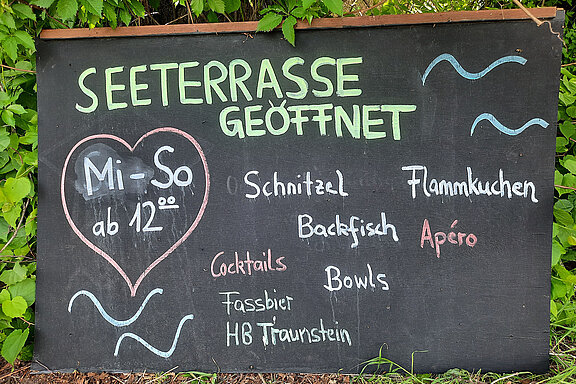 SEETERRASSE
GEÖFFNET
Mi-So
ab 12⁰⁰
Schnitzel
Flammkuchen
Backfisch
Apéro
Cocktails
Bowls
Fassbier
HB Traunstein